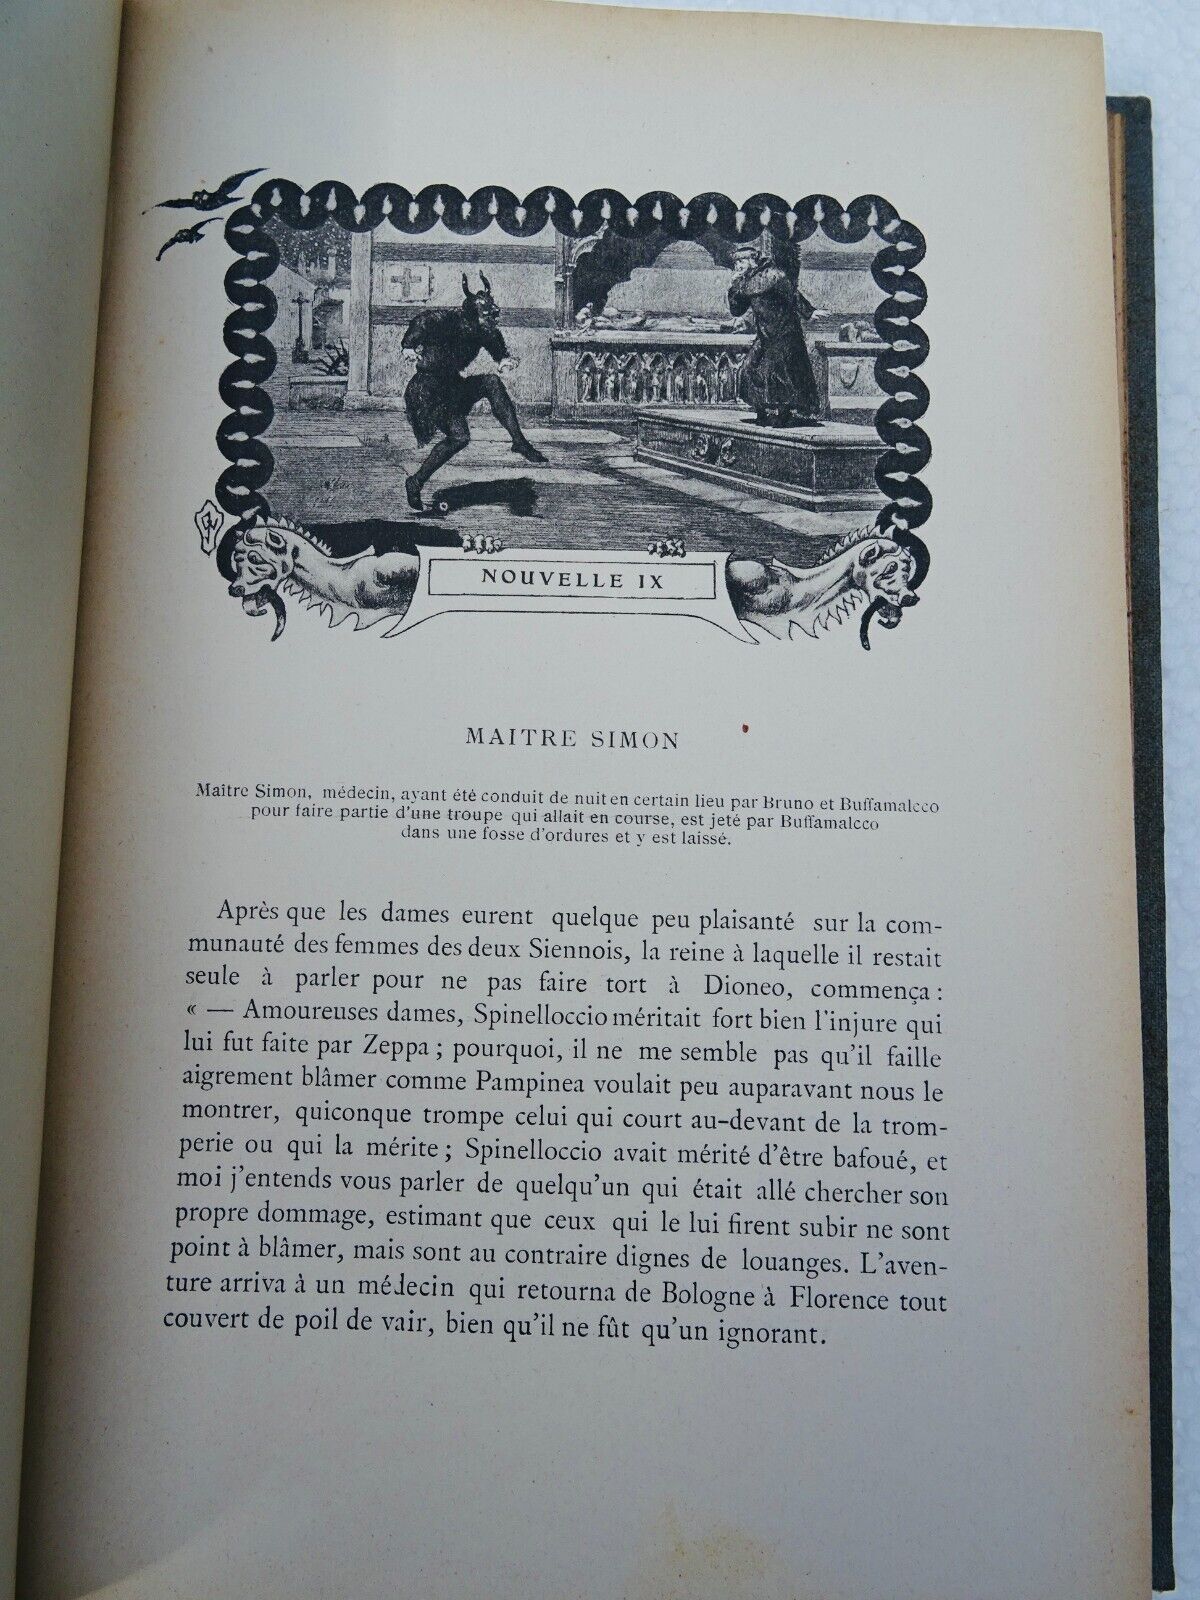 NOUVELLE IX
MAITRE SIMON
Maître Simon, médecin, ayant été conduit de nuit en certain lieu par Bruno et Buffamalcco
pour faire partie d'une troupe qui allait en course, est jeté par Buffamalcco
dans une fosse d'ordures et y est laissé.
Après que les dames eurent quelque peu plaisanté sur la com-
munauté des femmes des deux Siennois, la reine à laquelle il restait
seule à parler pour ne pas faire tort à Dioneo, commença :
« — Amoureuses dames, Spinelloccio méritait fort bien l'injure qui
lui fut faite par Zeppa ; pourquoi, il ne me semble pas qu'il faille
aigrement blâmer comme Pampinea voulait peu auparavant nous le
montrer, quiconque trompe celui qui court au-devant de la trom-
perie ou qui la mérite ; Spinelloccio avait mérité d'être bafoué, et
moi j'entends vous parler de quelqu'un qui était allé chercher son
propre dommage, estimant que ceux qui le lui firent subir ne sont
point à blâmer, mais sont au contraire dignes de louanges. L'aven-
ture arriva à un médecin qui retourna de Bologne à Florence tout
couvert de poil de vair, bien qu'il ne fût qu'un ignorant.